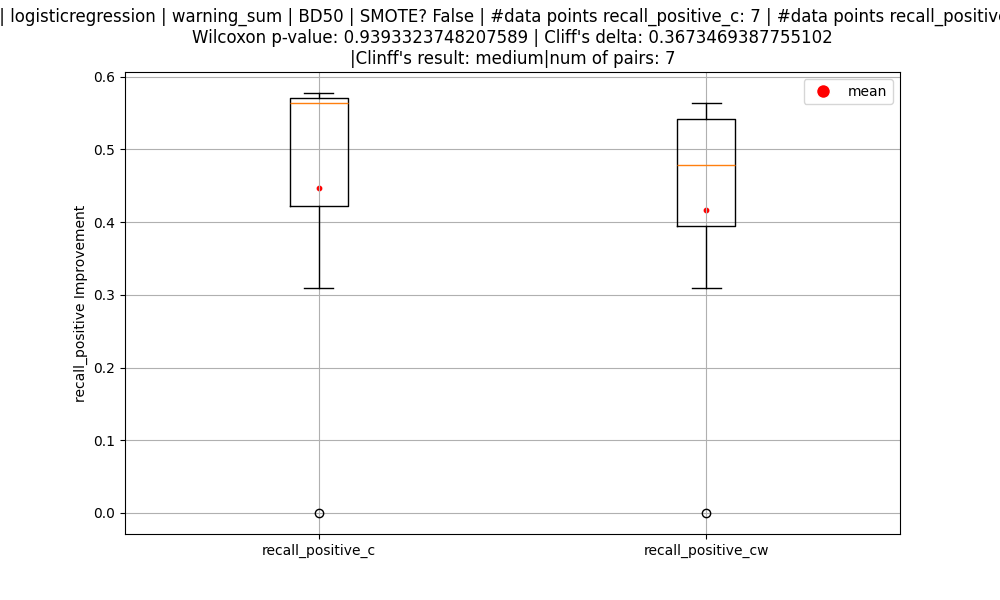 | logisticregression | warning_sum | BD50 | SMOTE? False | #data points recall_positive_c: 7 | #data points
Wilcoxon p-value: 0.9393323748207589 | Cliff's delta: 0.3673469387755102
|Clinff's result: medium|num of pairs: 7
mean
0.6
0.5
0.4
0.3
0.2
0.1
0.0
recall_positive Improvement
recall_positive_c
recall_positive_cw